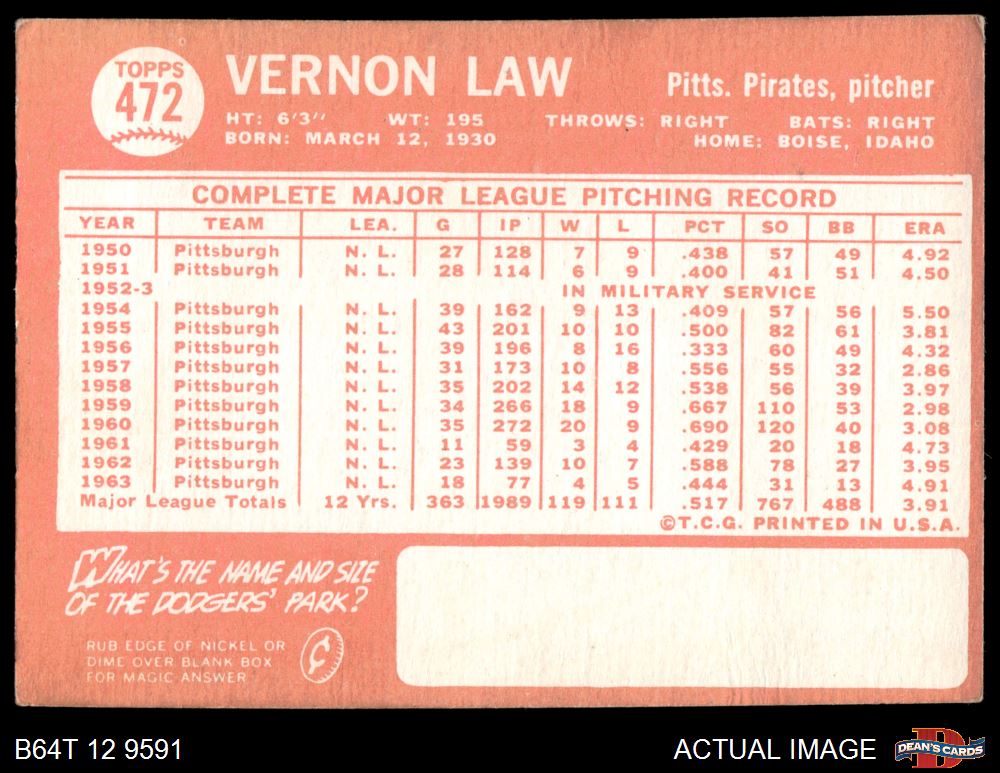 TOPPS
472
VERNON LAW
Pitts. Pirates, pitcher
HT: 6'3" WT: 195 THROWS: RIGHT BATS: RIGHT
BORN: MARCH 12, 1930 HOME: BOISE, IDAHO
COMPLETE MAJOR LEAGUE PITCHING RECORD
YEAR TEAM LEA. G IP W L PCT SO BB ERA
1950 Pittsburgh N. L. 27 128 7 9 .438 57 49 4.92
1951 Pittsburgh N. L. 28 114 6 9 .400 41 51 4.50
1952-3 IN MILITARY SERVICE
1954 Pittsburgh N. L. 39 162 9 13 .409 57 56 5.50
1955 Pittsburgh N. L. 43 201 10 10 .500 82 61 3.81
1956 Pittsburgh N. L. 39 196 8 16 .333 60 49 4.32
1957 Pittsburgh N. L. 31 173 10 8 .556 55 32 2.86
1958 Pittsburgh N. L. 35 202 14 12 .538 56 39 3.97
1959 Pittsburgh N. L. 34 266 18 9 .667 110 53 2.98
1960 Pittsburgh N. L. 35 272 20 9 .690 120 40 3.08
1961 Pittsburgh N. L. 11 59 3 4 .429 20 18 4.73
1962 Pittsburgh N. L. 23 139 10 7 .588 78 27 3.95
1963 Pittsburgh N. L. 18 77 4 5 .444 31 13 4.91
Major League Totals 12 Yrs. 363 1989 119 111 .517 767 488 3.91
©T.C.G. PRINTED IN U.S.A.
WHAT'S THE NAME AND SIZE
OF THE DODGERS' PARK?
RUB EDGE OF NICKEL OR
DIME OVER BLANK BOX
FOR MAGIC ANSWER
¢
B64T 12 9591
ACTUAL IMAGE
D
DEAN'S CARDS